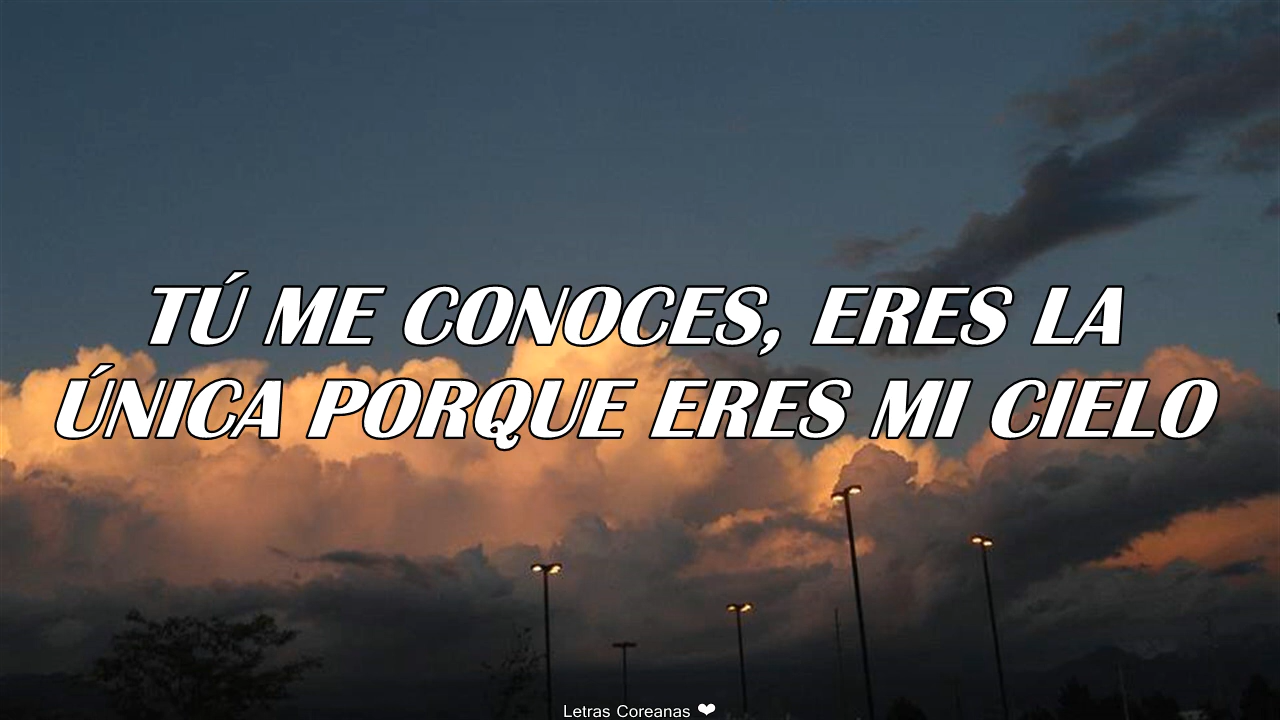 TÚ ME CONOCES, ERES LA
ÚNICA PORQUE ERES MI CIELO
Letras Coreanas ❤